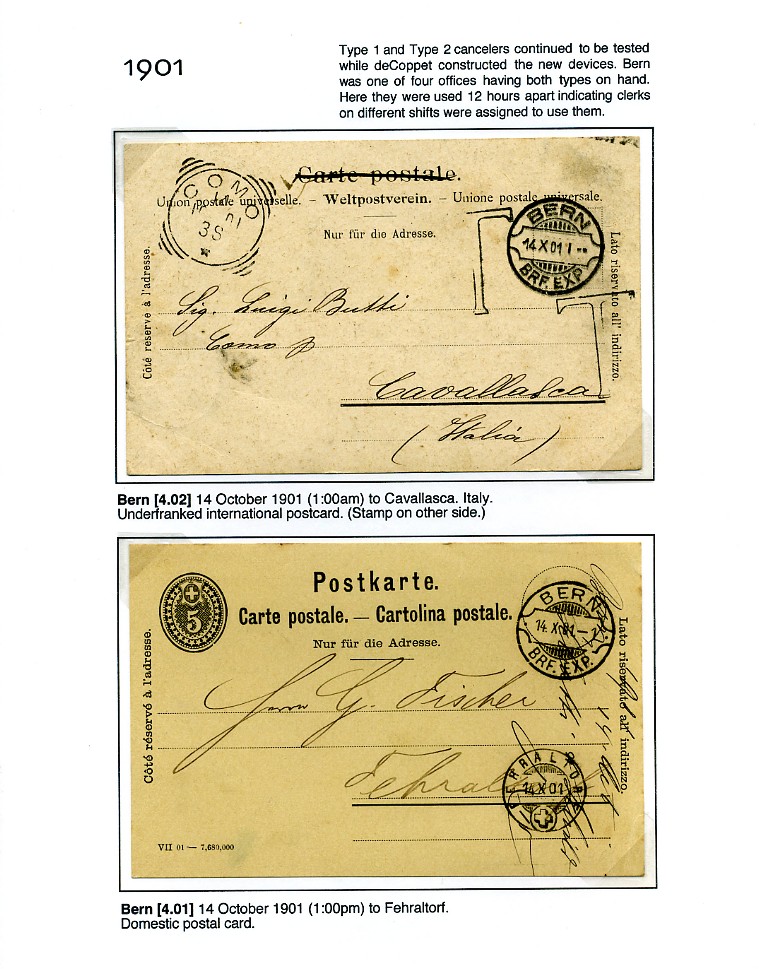 1901
Type 1 and Type 2 cancelers continued to be tested
while deCoppet constructed the new devices. Bern
was one of four offices having both types on hand.
Here they were used 12 hours apart indicating clerks
on different shifts were assigned to use them.
Carte postale.
Union postale universelle. – Weltpostverein. – Unione postale universale.
Nur für die Adresse.
COMO
BERN
14 X 01 I --
BRF. EXP.
T
T
Côté réservé à l'adresse.
Lato riservato all' indirizzo.
Sig. Luigi Butti
Como p
Cavallasca
(Italia)
Bern [4.02] 14 October 1901 (1:00am) to Cavallasca. Italy.
Underfranked international postcard. (Stamp on other side.)
5
Postkarte.
Carte postale. — Cartolina postale.
Nur für die Adresse.
BERN
14 X 01 – 1
BRF. EXP.
Côté réservé à l'adresse.
Lato riservato all' indirizzo.
Herrn G. Fischer
Fehraltorf
FEHRALTORF
14 X 01
VII 01 — 7,680,000
Bern [4.01] 14 October 1901 (1:00pm) to Fehraltorf.
Domestic postal card.